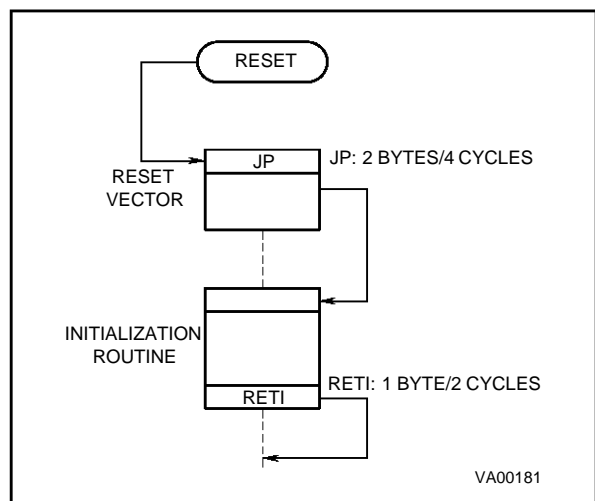 RESET
JP
JP: 2 BYTES/4 CYCLES
RESET
VECTOR
INITIALIZATION
ROUTINE
RETI: 1 BYTE/2 CYCLES
RETI
VA00181